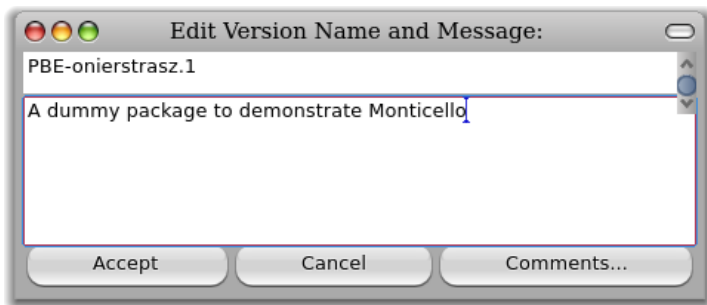 Edit Version Name and Message:
PBE-onierstrasz.1
A dummy package to demonstrate Monticello
Accept Cancel Comments...